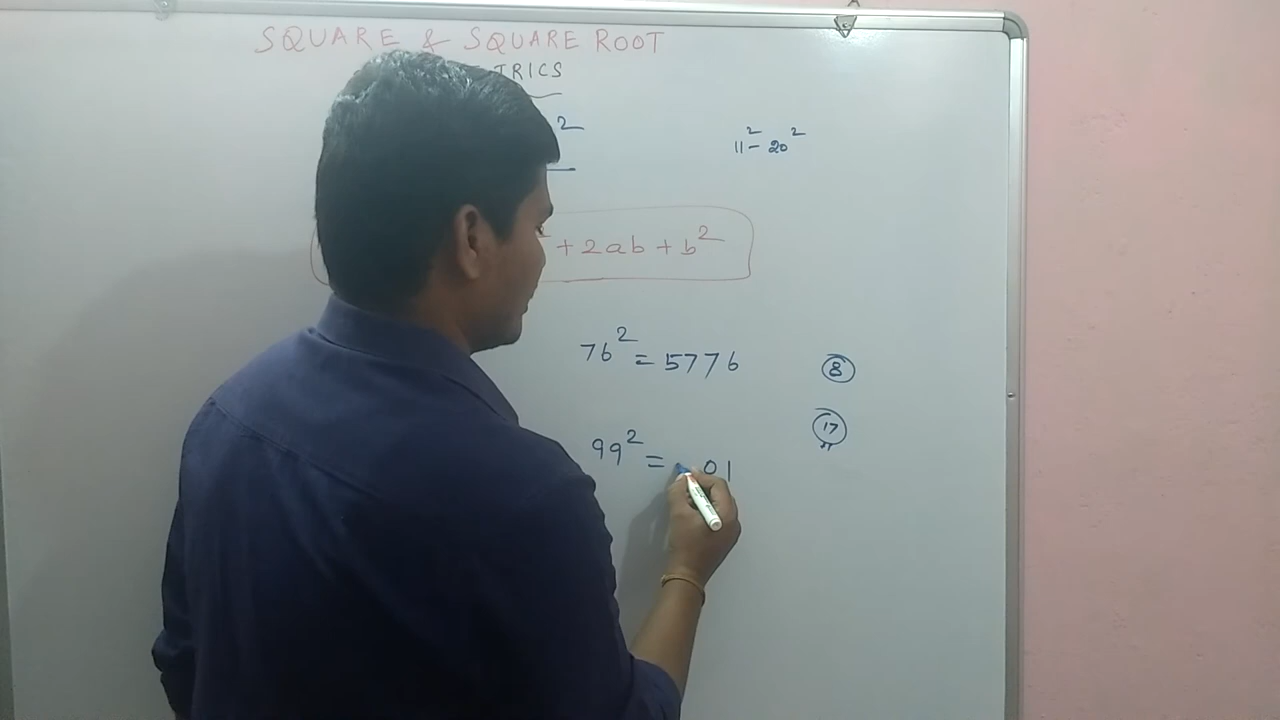 SQUARE & SQUARE ROOT
TRICS
2
11² - 20²
+ 2ab + b²
76² = 5776
8
99² = 01
17